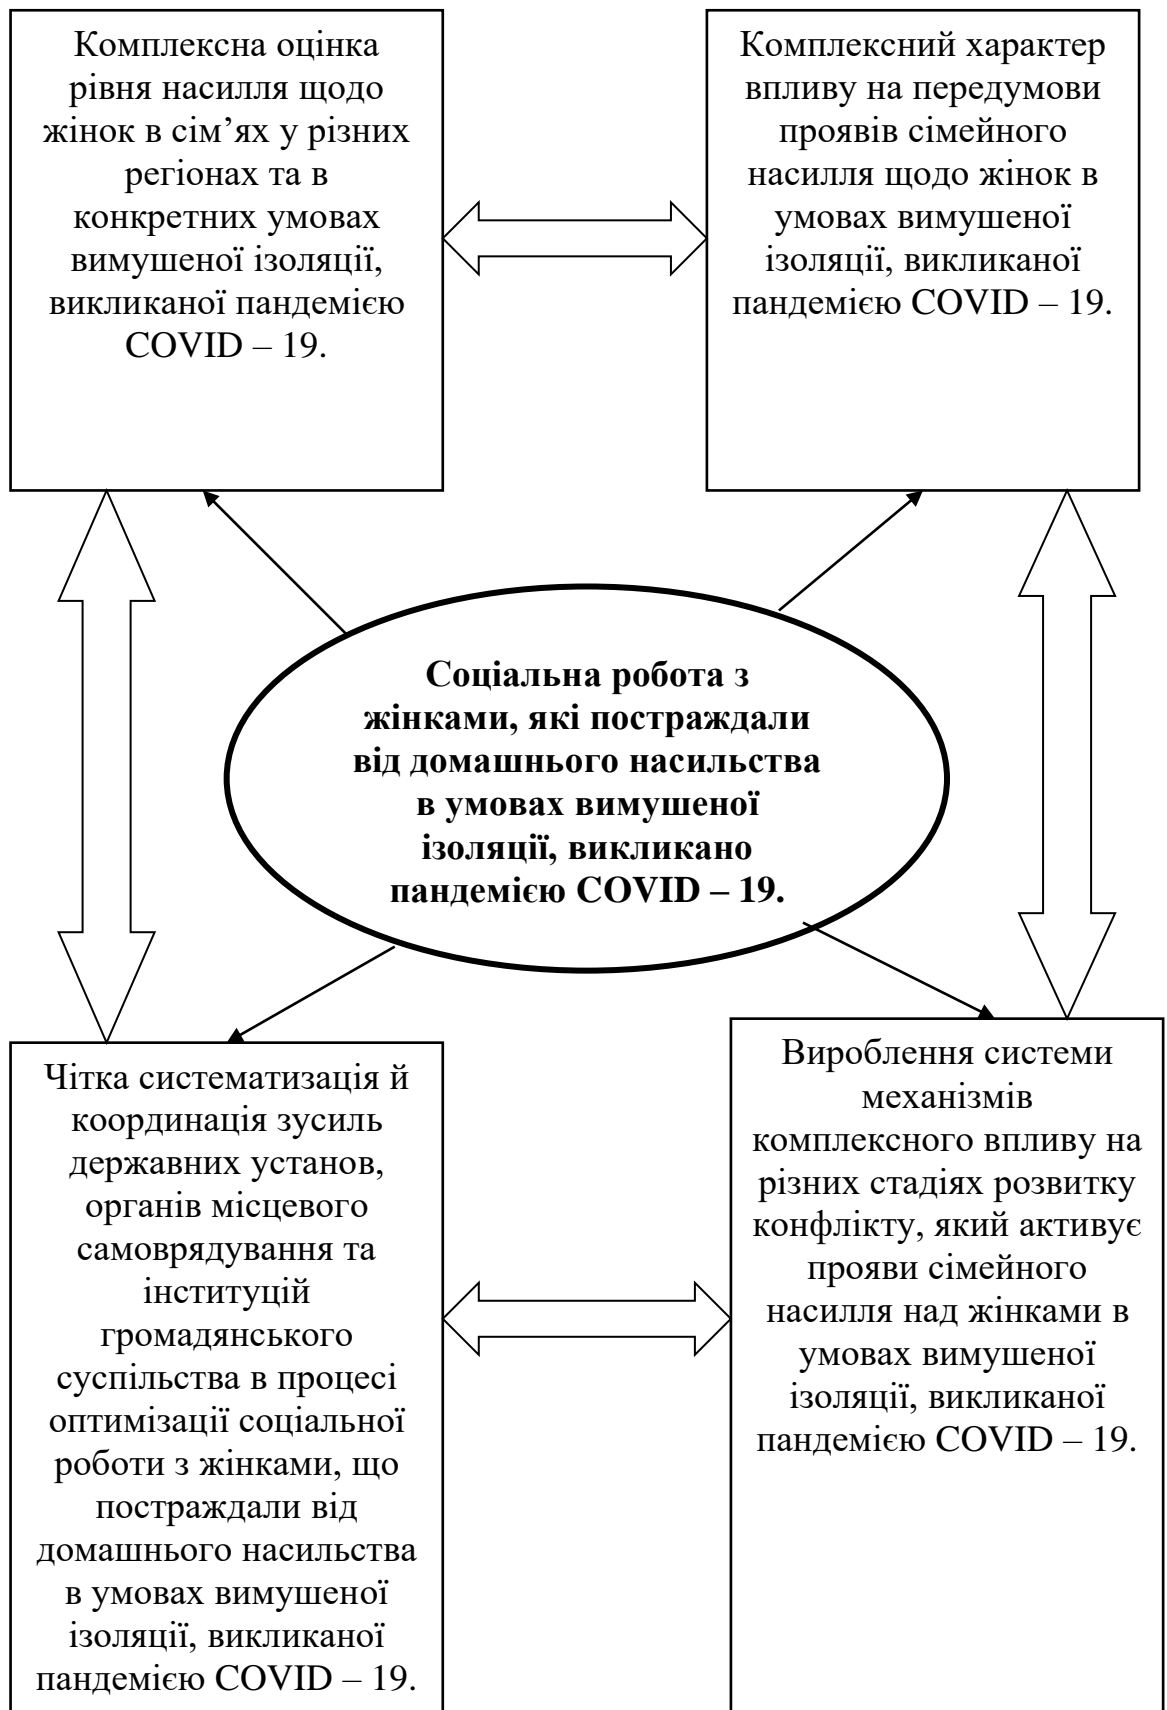 Комплексна оцінка
рівня насилля щодо
жінок в сім’ях у різних
регіонах та в
конкретних умовах
вимушеної ізоляції,
викликаної пандемією
COVID – 19.
Комплексний характер
впливу на передумови
проявів сімейного
насилля щодо жінок в
умовах вимушеної
ізоляції, викликаної
пандемією COVID – 19.
Соціальна робота з
жінками, які постраждали
від домашнього насильства
в умовах вимушеної
ізоляції, викликано
пандемією COVID – 19.
Чітка систематизація й
координація зусиль
державних установ,
органів місцевого
самоврядування та
інституцій
громадянського
суспільства в процесі
оптимізації соціальної
роботи з жінками, що
постраждали від
домашнього насильства
в умовах вимушеної
ізоляції, викликаної
пандемією COVID – 19.
Вироблення системи
механізмів
комплексного впливу на
різних стадіях розвитку
конфлікту, який активує
прояви сімейного
насилля над жінками в
умовах вимушеної
ізоляції, викликаної
пандемією COVID – 19.